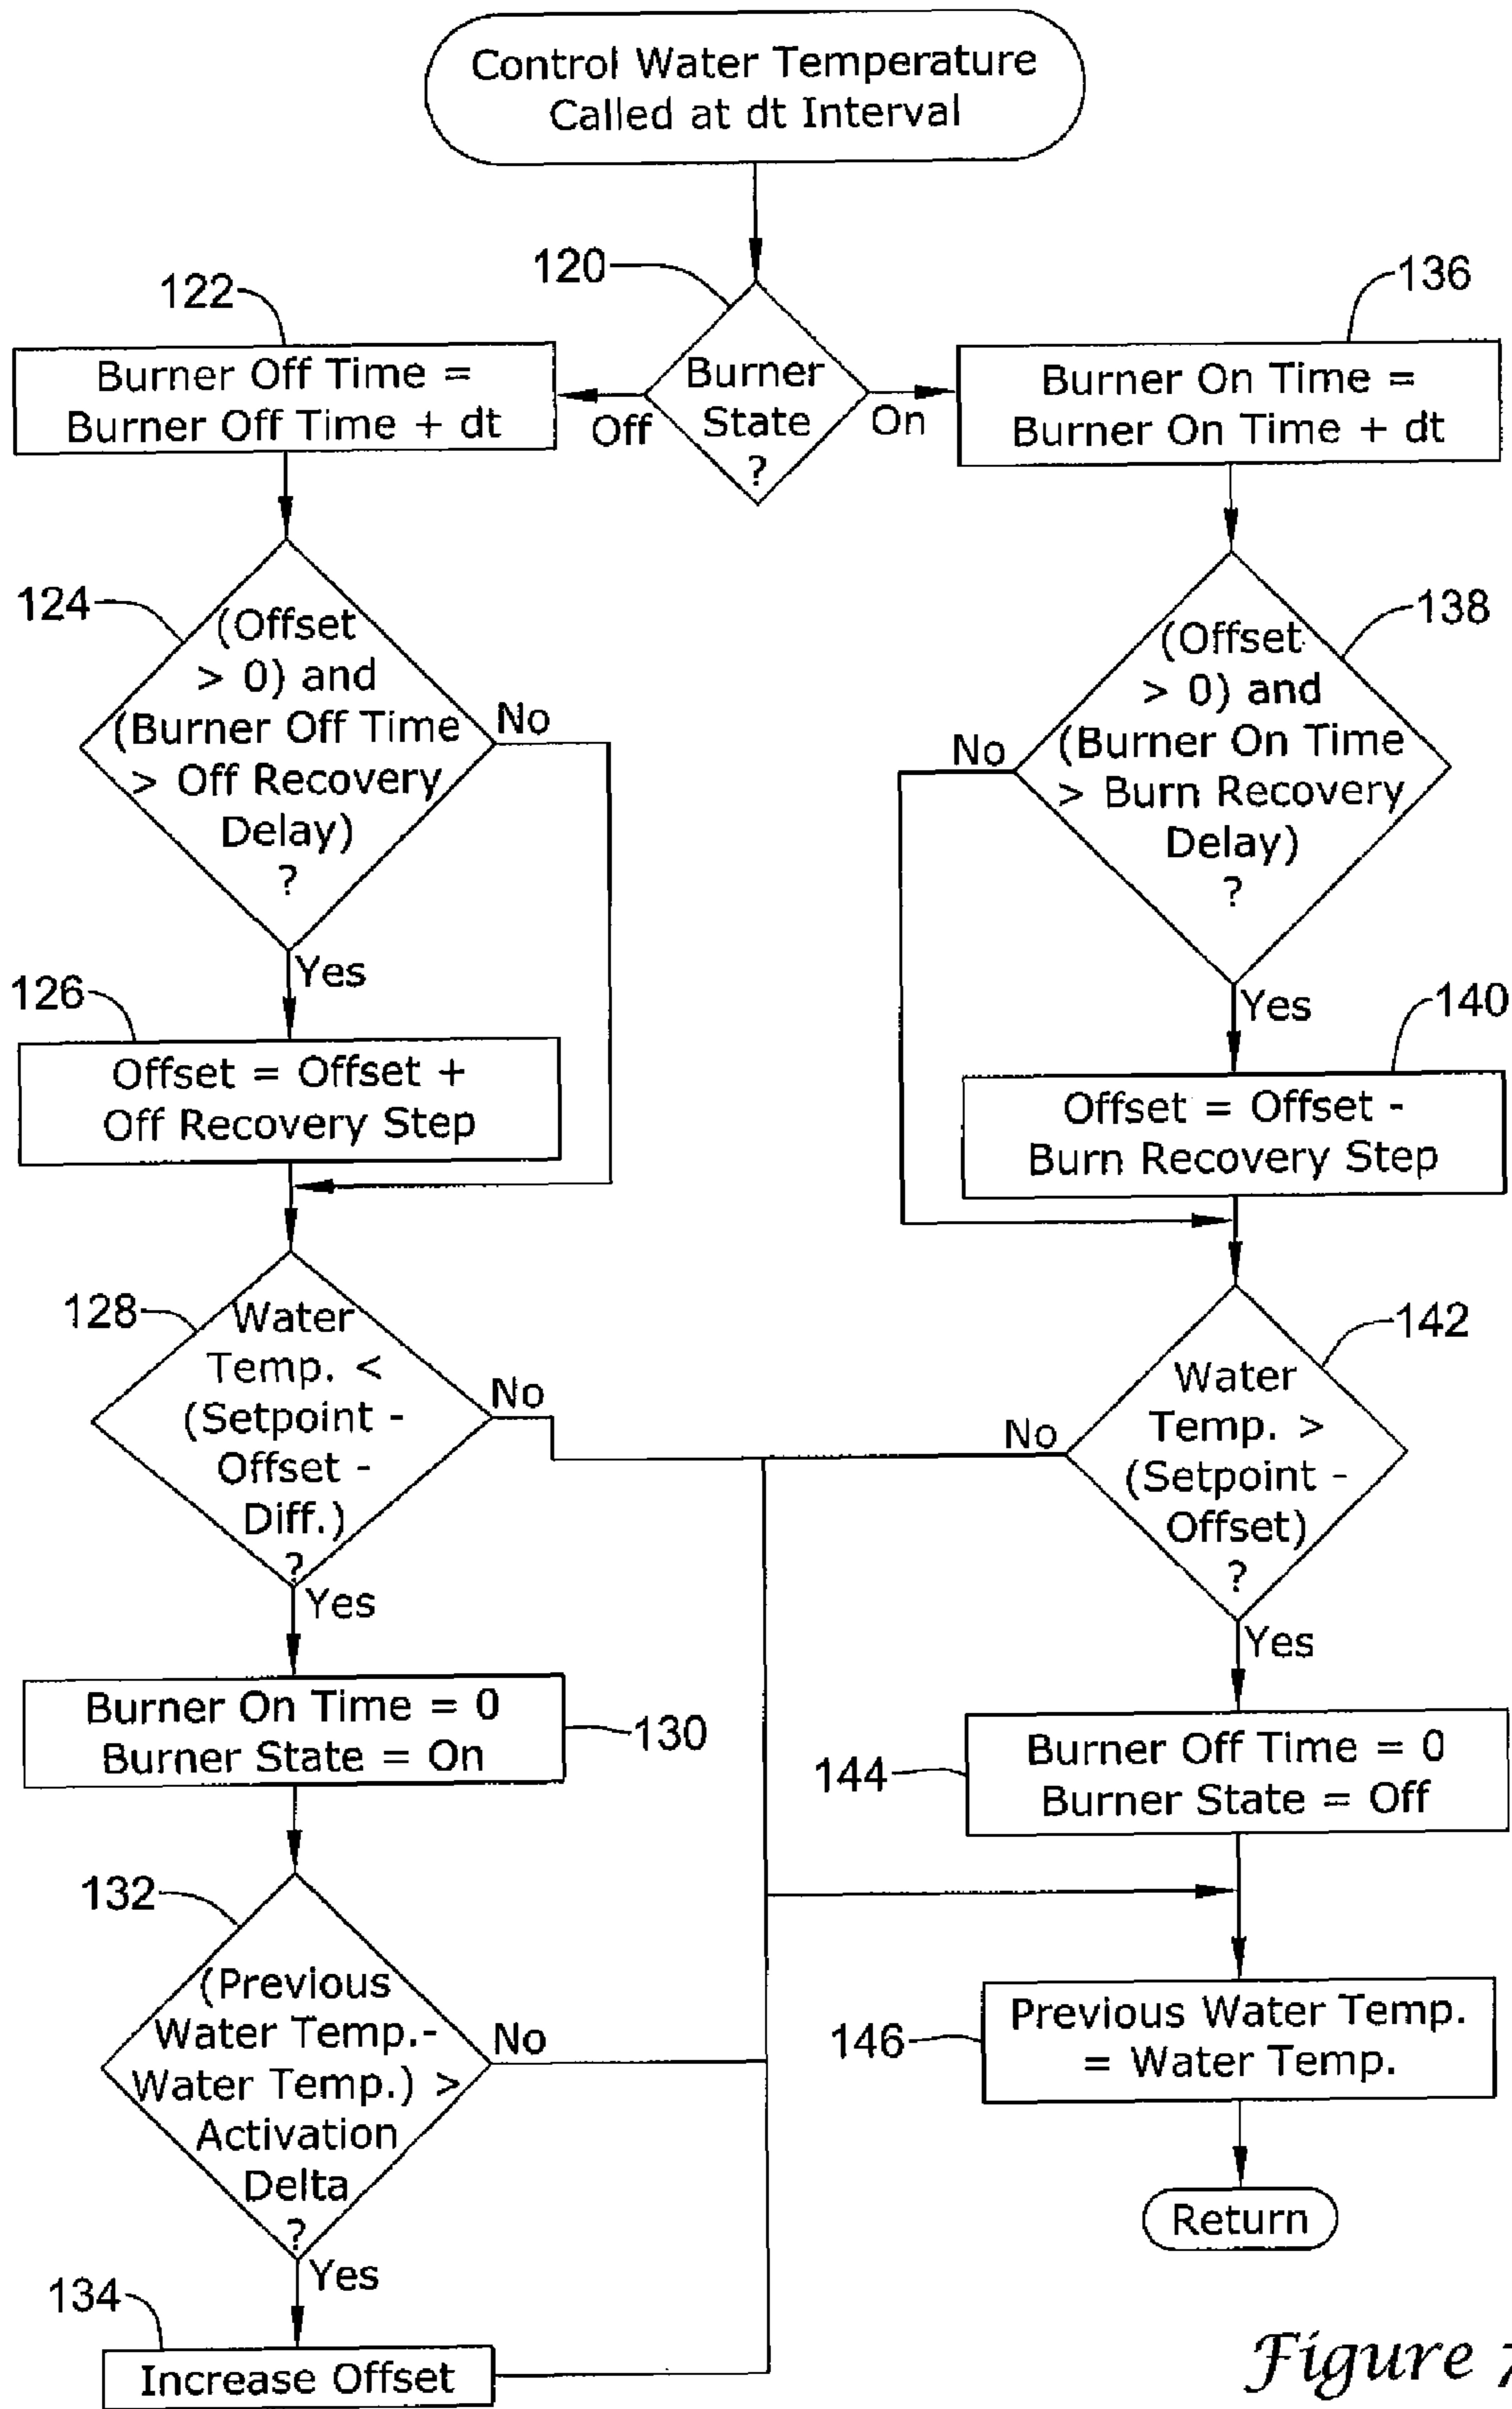 Control Water Temperature
Called at dt Interval
120
Burner
State
?
Off
On
122
Burner Off Time =
Burner Off Time + dt
136
Burner On Time =
Burner On Time + dt
124
(Offset
> 0) and
(Burner Off Time
> Off Recovery
Delay)
?
No
Yes
138
(Offset
> 0) and
(Burner On Time
> Burn Recovery
Delay)
?
No
Yes
126
Offset = Offset +
Off Recovery Step
140
Offset = Offset -
Burn Recovery Step
128
Water
Temp. <
(Setpoint -
Offset -
Diff.)
?
No
Yes
142
Water
Temp. >
(Setpoint -
Offset)
?
No
Yes
130
Burner On Time = 0
Burner State = On
144
Burner Off Time = 0
Burner State = Off
132
(Previous
Water Temp.-
Water Temp.) >
Activation
Delta
?
No
Yes
146
Previous Water Temp.
= Water Temp.
Return
134
Increase Offset
Figure 7